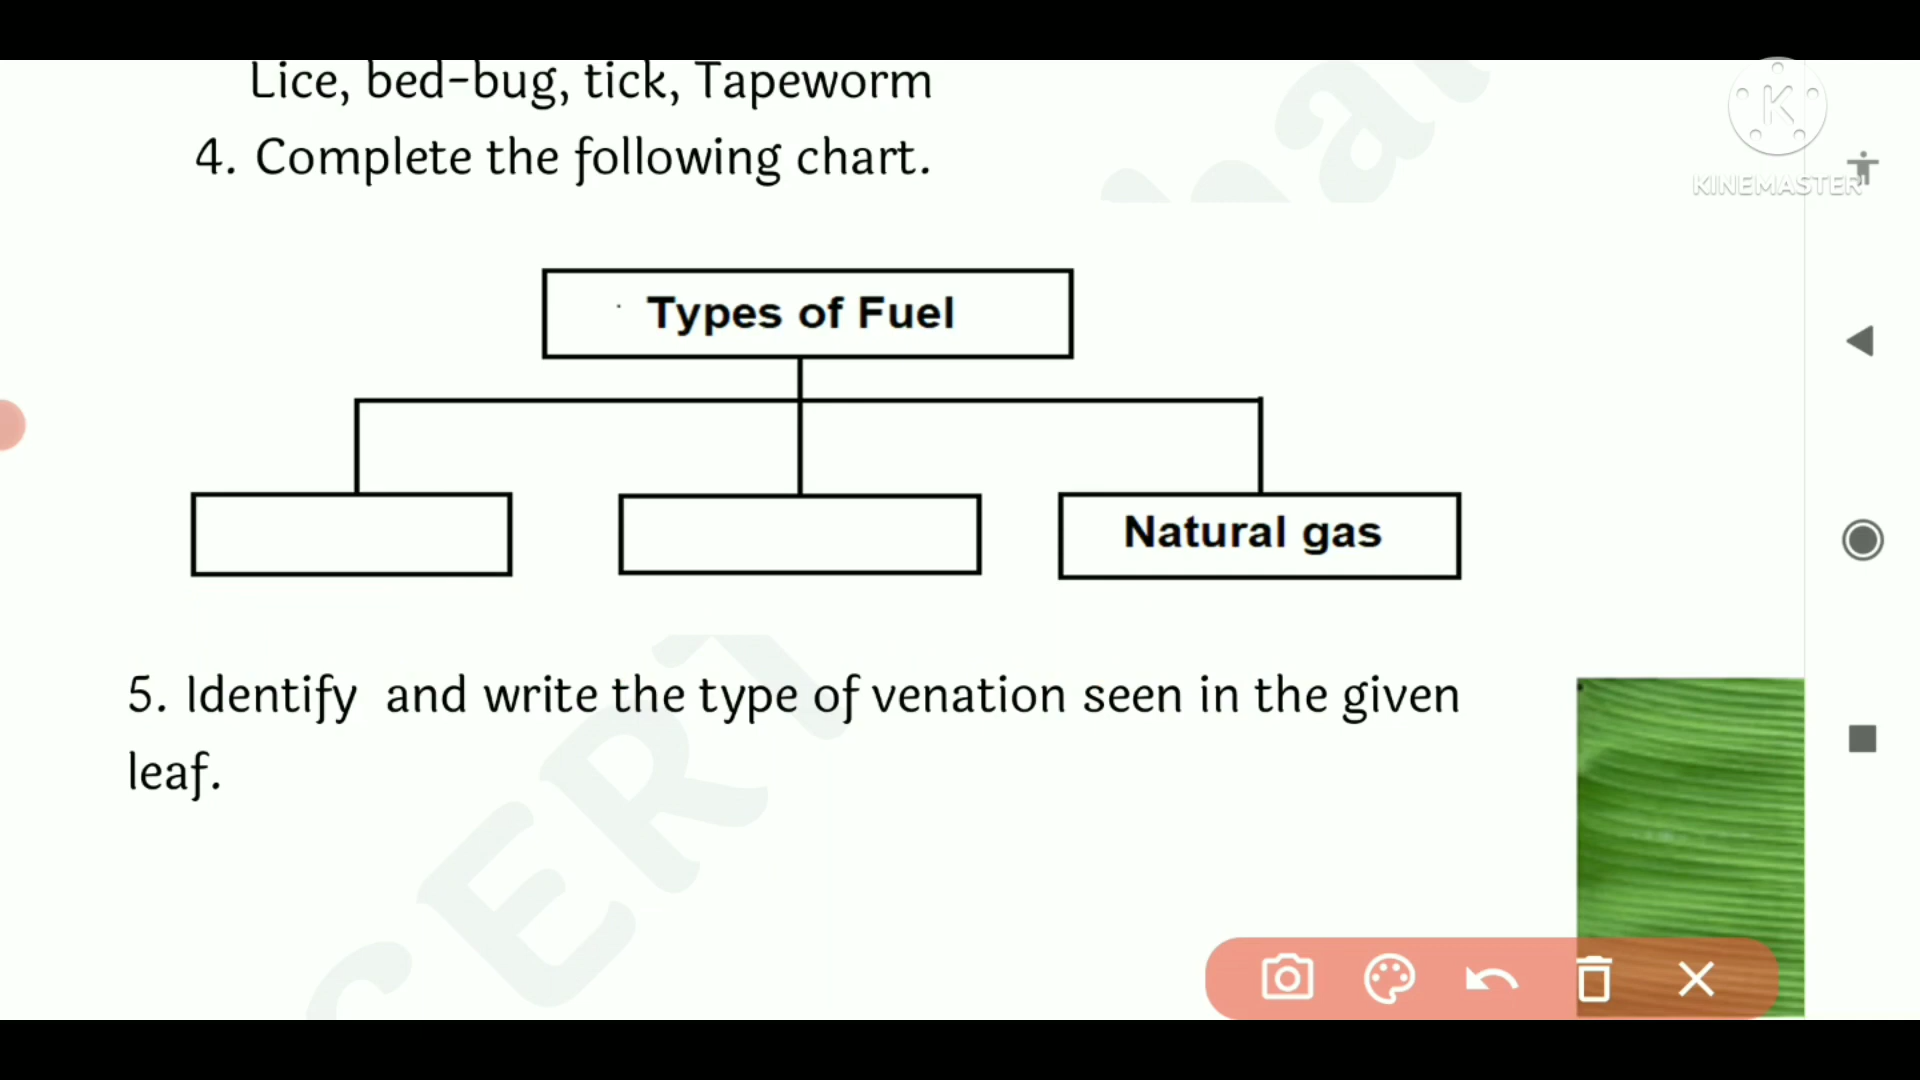 Lice, bed-bug, tick, Tapeworm
4. Complete the following chart.
KINEMASTER
Types of Fuel
Natural gas
5. Identify and write the type of venation seen in the given
leaf.
CERT